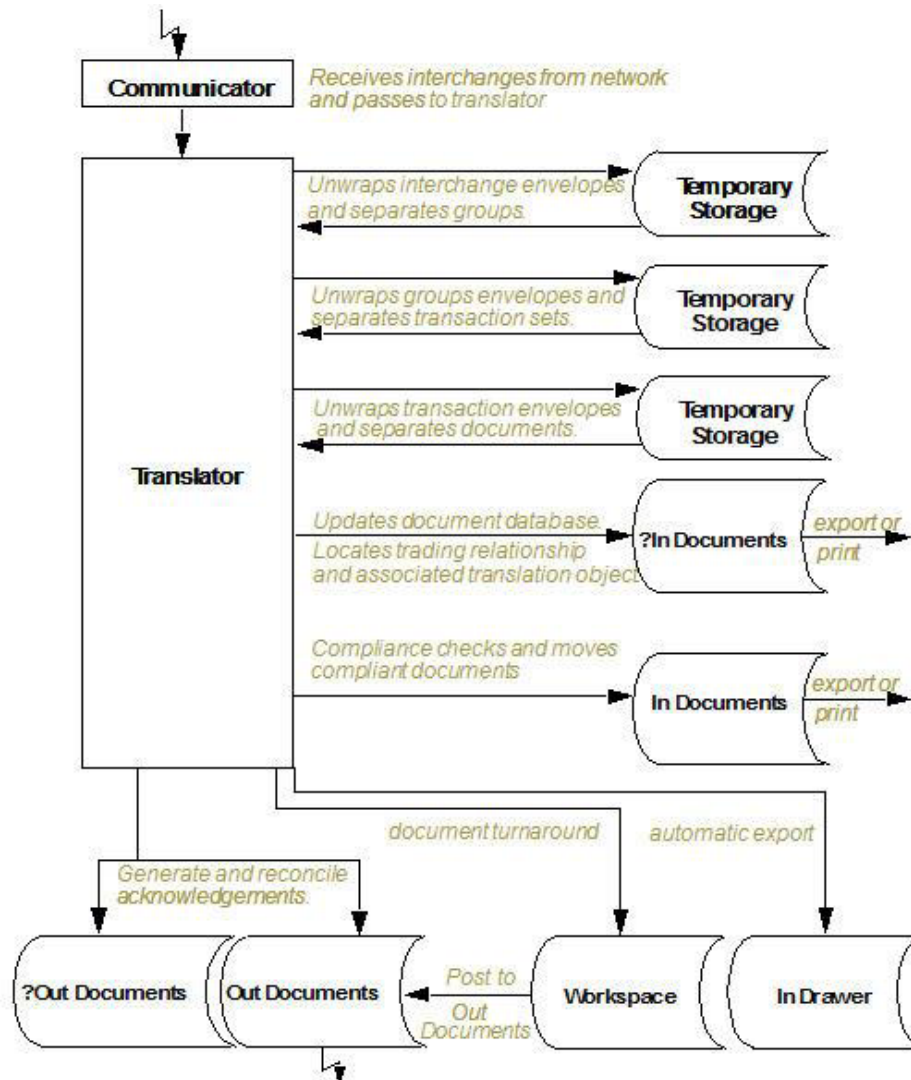 Communicator
Receives interchanges from network
and passes to translator
Unwraps interchange envelopes
and separates groups.
Temporary
Storage
Unwraps groups envelopes and
separates transaction sets.
Temporary
Storage
Unwraps transaction envelopes
and separates documents.
Temporary
Storage
Translator
Updates document database.
Locates trading relationship
and associated translation object.
?In Documents
export or
print
Compliance checks and moves
compliant documents
In Documents
export or
print
document turnaround
automatic export
Generate and reconcile
acknowledgements.
?Out Documents
Out Documents
Post to
Out
Documents
Workspace
In Drawer